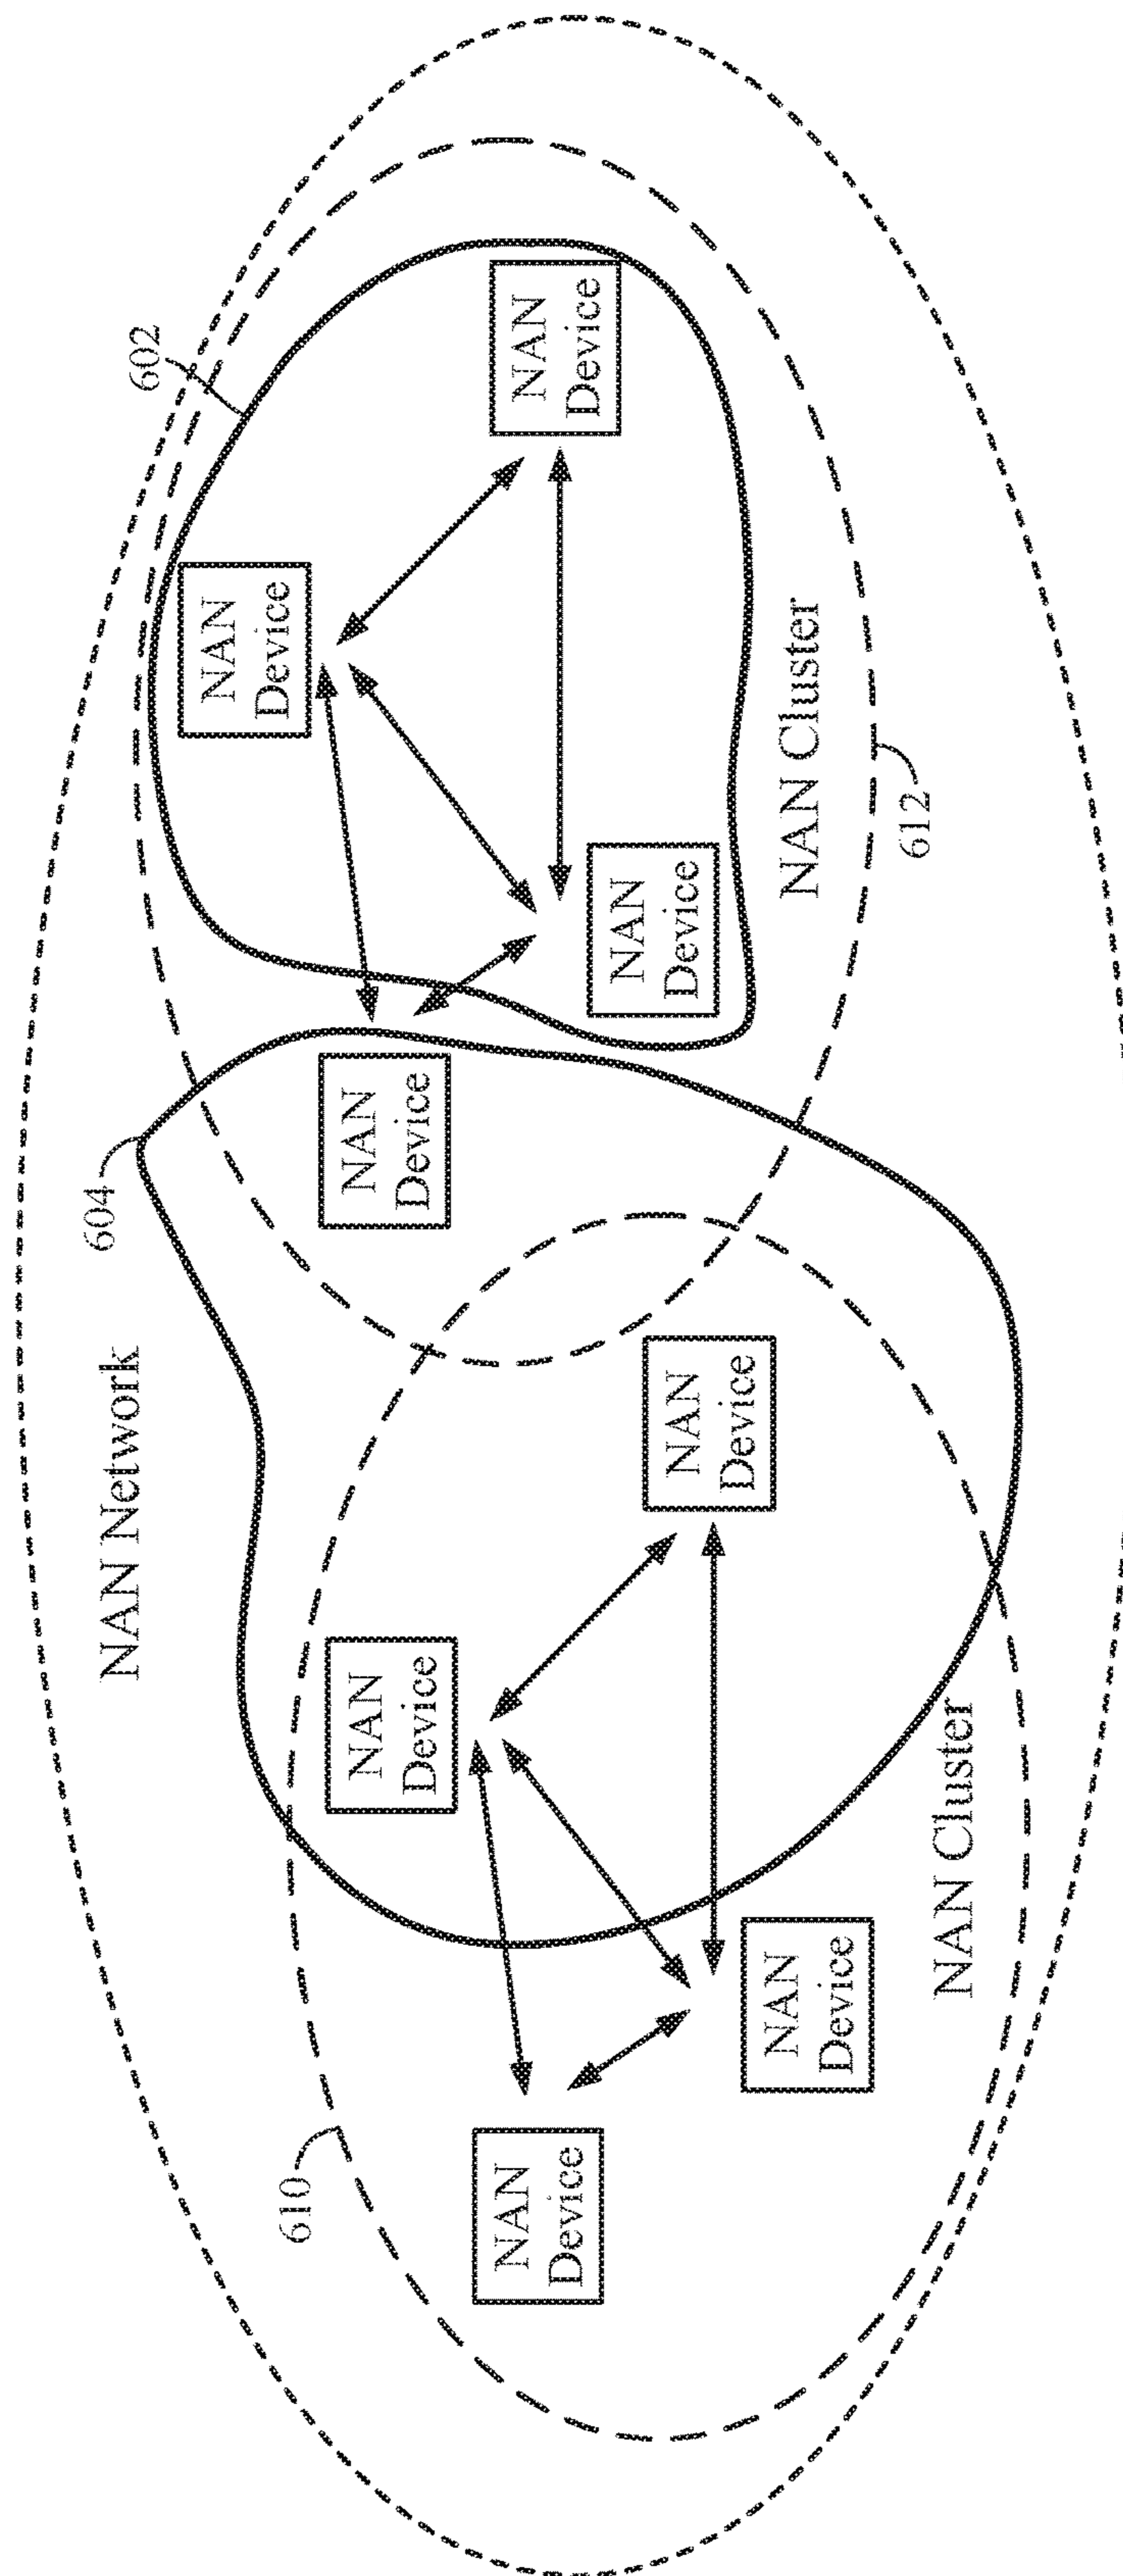 NAN Network
604
602
NAN
Device
610
NAN
Device
NAN
Device
NAN
Device
NAN
Device
NAN
Device
NAN
Device
NAN Cluster
NAN
Device
612
NAN Cluster